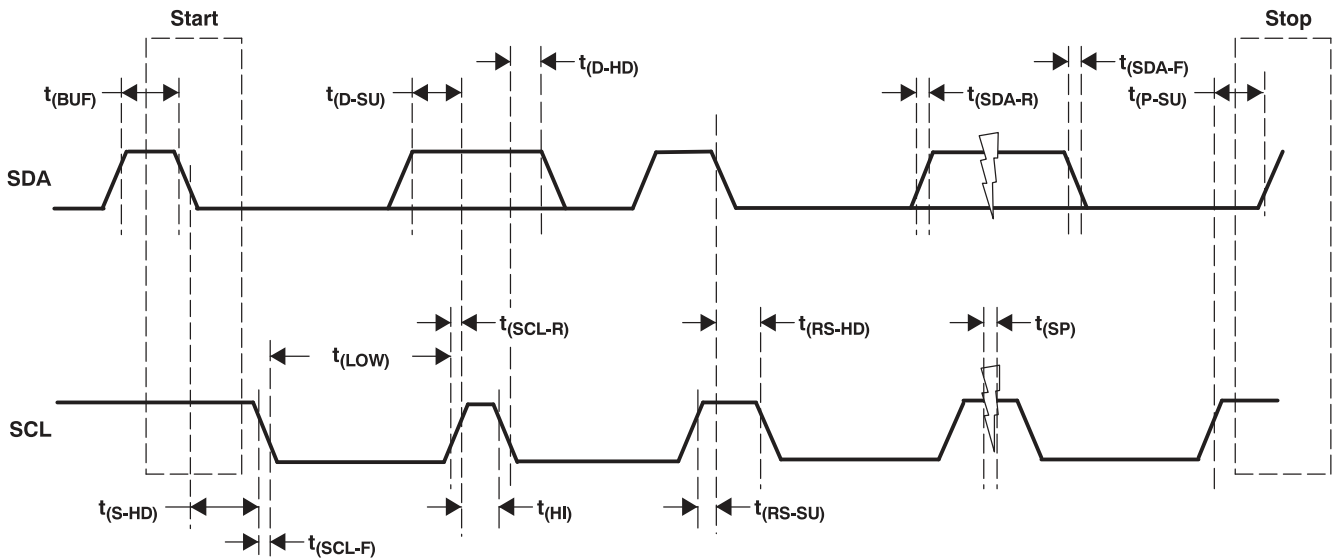 Start
Stop
t(D-HD)
t(SDA-F)
t(BUF)
t(D-SU)
t(SDA-R)
t(P-SU)
SDA
t(SCL-R)
t(RS-HD)
t(SP)
t(LOW)
SCL
t(S-HD)
t(HI)
t(RS-SU)
t(SCL-F)